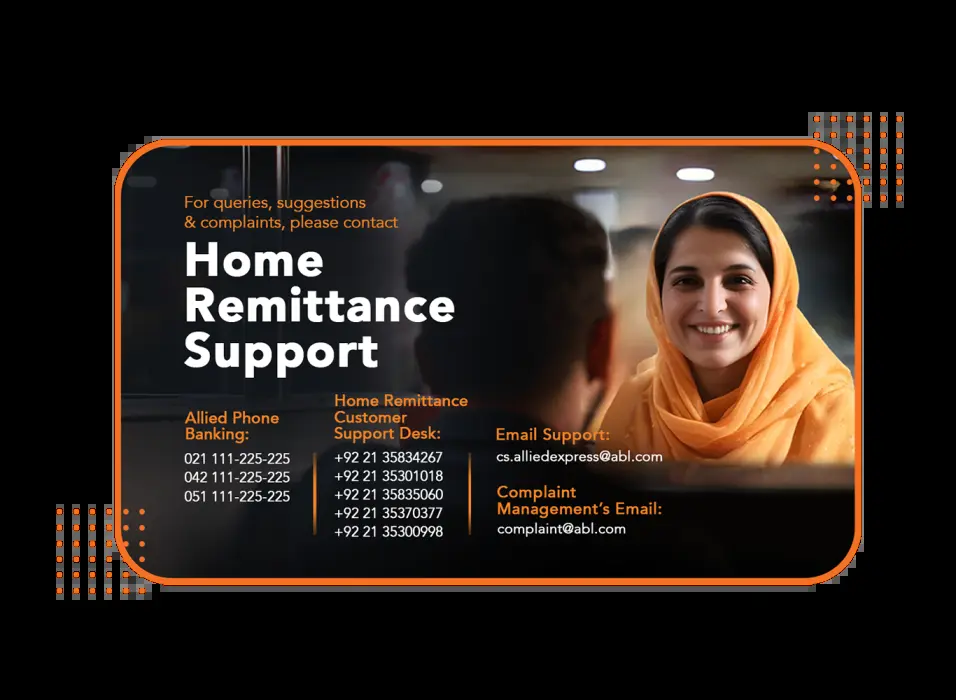 For queries, suggestions
& complaints, please contact
Home
Remittance
Support
Allied Phone
Banking:
021 111-225-225
042 111-225-225
051 111-225-225
Home Remittance
Customer
Support Desk:
+92 21 35834267
+92 21 35301018
+92 21 35835060
+92 21 35370377
+92 21 35300998
Email Support:
cs.alliedexpress@abl.com
Complaint
Management's Email:
complaint@abl.com